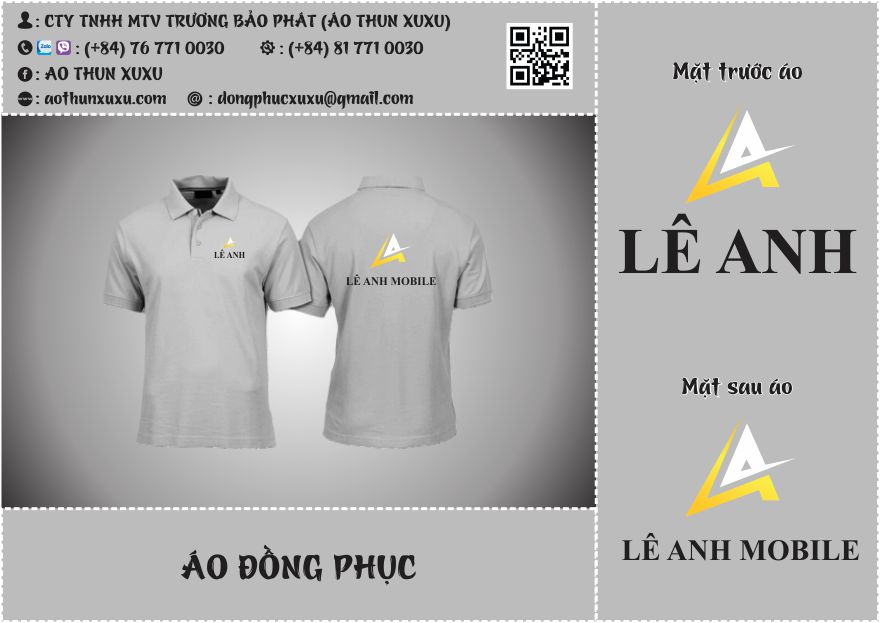 : CTY TNHH MTV TRƯƠNG BẢO PHÁT (ÁO THUN XUXU)
Zalo : (+84) 76 771 0030 : (+84) 81 771 0030
: AO THUN XUXU
www : aothunxuxu.com @ : dongphucxuxu@gmail.com
LÊ ANH
LÊ ANH MOBILE
ÁO ĐỒNG PHỤC
Mặt trước áo
LÊ ANH
Mặt sau áo
LÊ ANH MOBILE